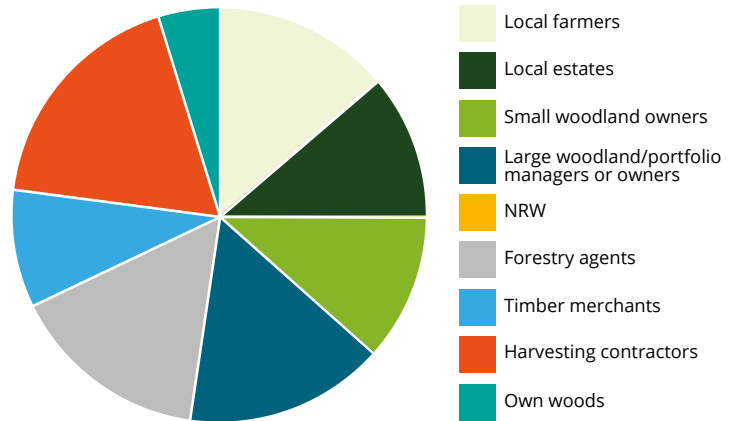 Local farmers
Local estates
Small woodland owners
Large woodland/portfolio
managers or owners
NRW
Forestry agents
Timber merchants
Harvesting contractors
Own woods